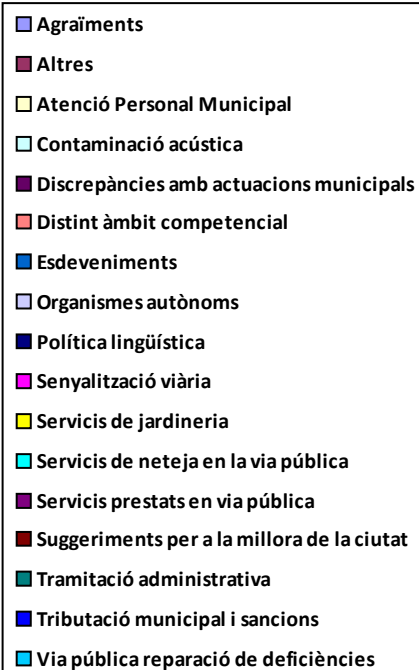 Agraïments
Altres
Atenció Personal Municipal
Contaminació acústica
Discrepàncies amb actuacions municipals
Distint àmbit competencial
Esdeveniments
Organismes autònoms
Política lingüística
Senyalització viària
Servicis de jardineria
Servicis de neteja en la via pública
Servicis prestats en via pública
Suggeriments per a la millora de la ciutat
Tramitació administrativa
Tributació municipal i sancions
Via pública reparació de deficiències